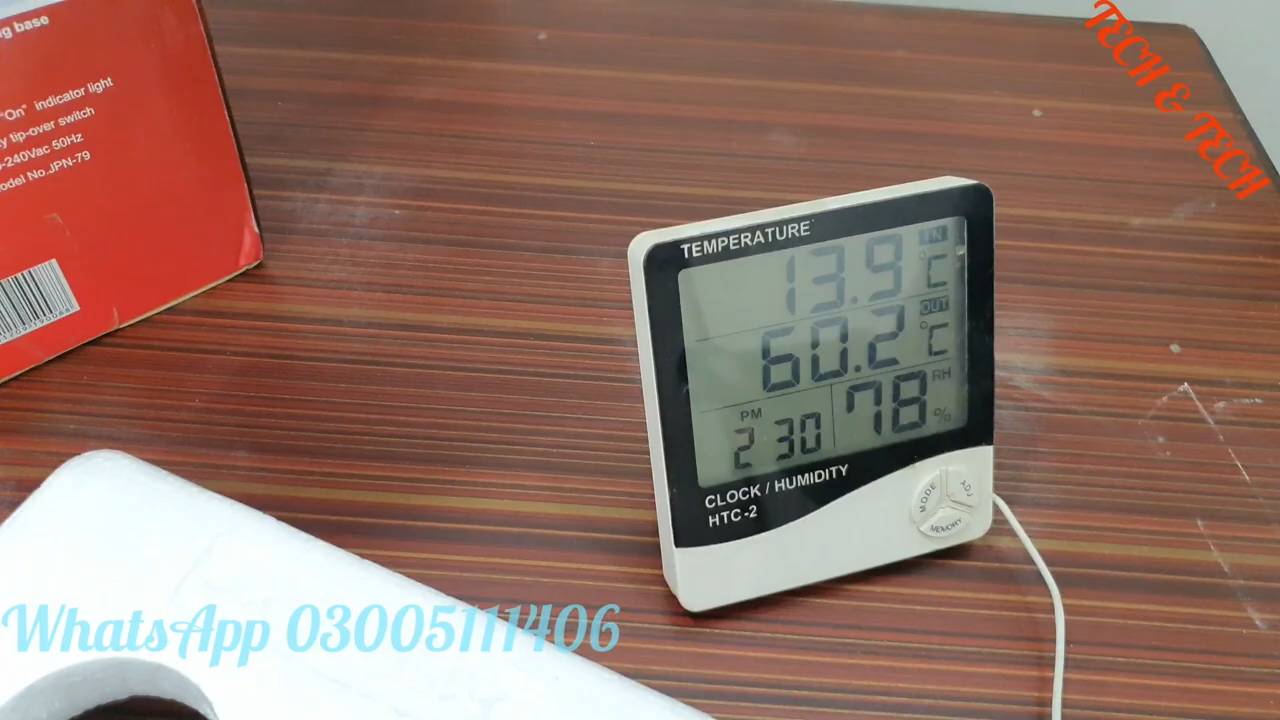 g base
"On" indicator light
y tip-over switch
-240Vac 50Hz
odel No.JPN-79
TECH & TECH
TEMPERATURE
13.9 °C IN
60.2 °C OUT
PM 2 30
78 % RH
CLOCK / HUMIDITY
HTC-2
MODE
ADJ
MEMORY
WhatsApp 03005111406